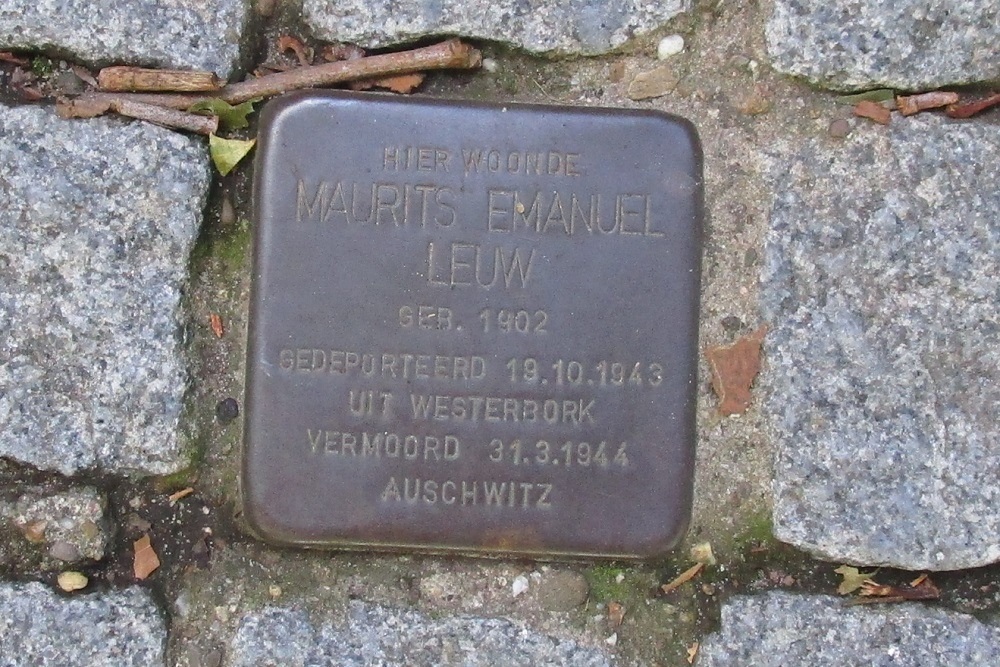 HIER WOONDE
MAURITS EMANUEL
LEUW
GEB. 1902
GEDEPORTEERD 19.10.1943
UIT WESTERBORK
VERMOORD 31.3.1944
AUSCHWITZ